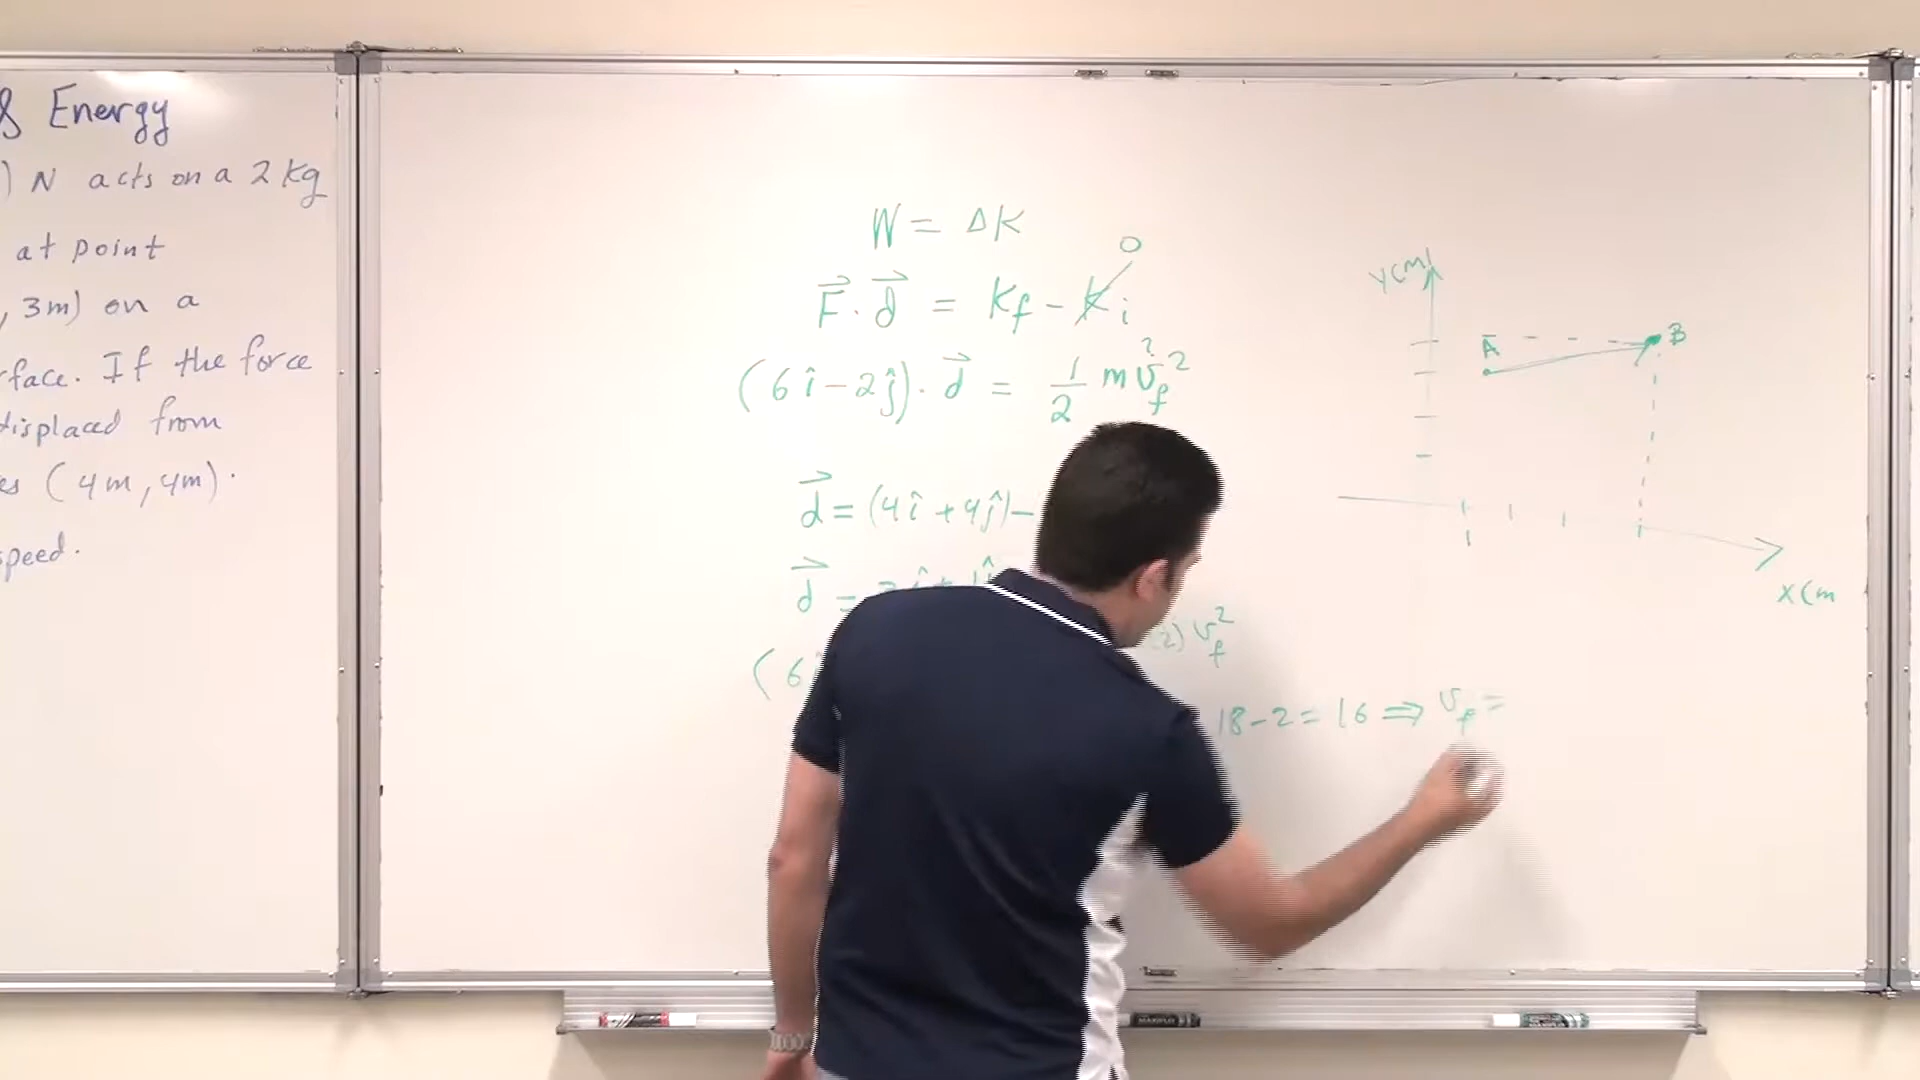 & Energy
) N acts on a 2 kg
at point
, 3m) on a
rface. If the force
displaced from
es (4m, 4m).
speed.
W = ΔK
0
F⃗ · d⃗ = Kf - Ki
?
(6î - 2ĵ) · d⃗ = 1/2 m vf²
d⃗ = (4î + 4ĵ) -
d⃗ =
(2) vf²
(6
18 - 2 = 16 ⇒ vf =
y(m)
A
B
x(m